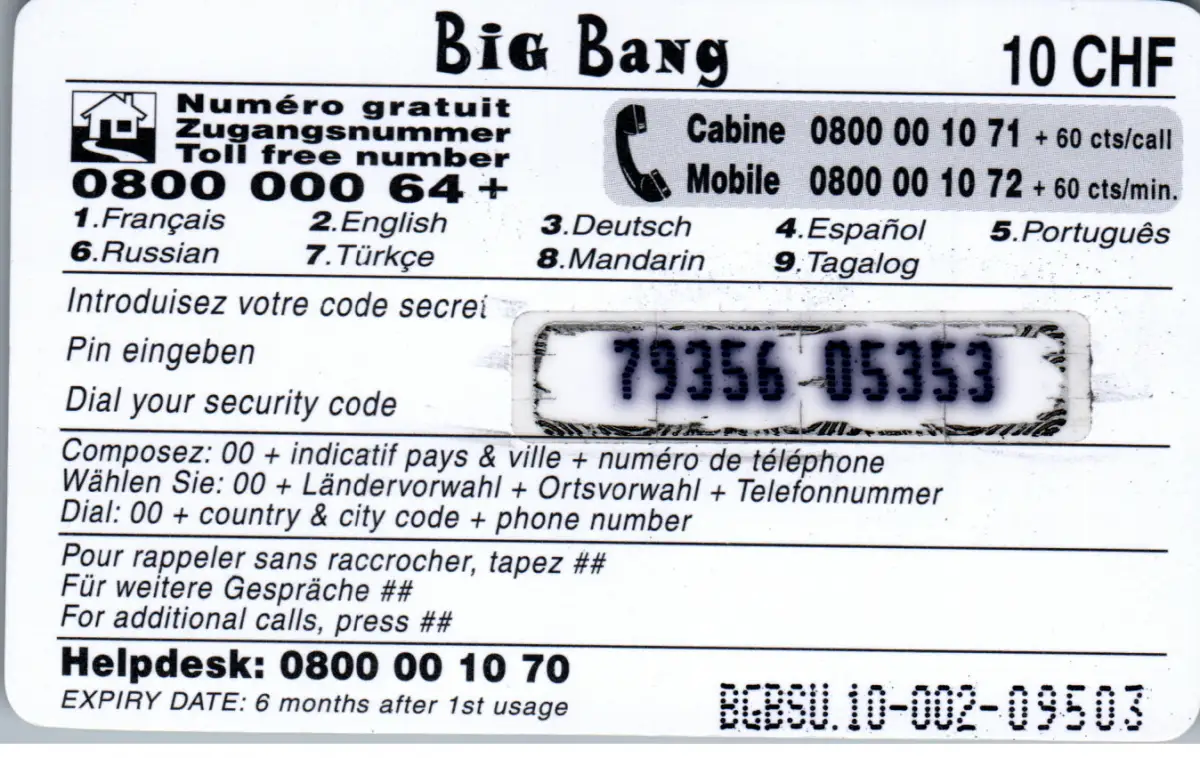 Big Bang
10 CHF
Numéro gratuit
Zugangsnummer
Toll free number
0800 000 64 +
Cabine 0800 00 10 71 + 60 cts/call
Mobile 0800 00 10 72 + 60 cts/min.
1.Français 2.English 3.Deutsch 4.Español 5.Português
6.Russian 7.Türkçe 8.Mandarin 9.Tagalog
Introduisez votre code secret
Pin eingeben
Dial your security code
79356 05353
Composez: 00 + indicatif pays & ville + numéro de téléphone
Wählen Sie: 00 + Ländervorwahl + Ortsvorwahl + Telefonnummer
Dial: 00 + country & city code + phone number
Pour rappeler sans raccrocher, tapez ##
Für weitere Gespräche ##
For additional calls, press ##
Helpdesk: 0800 00 10 70
EXPIRY DATE: 6 months after 1st usage
BGBSU.10-002-09503